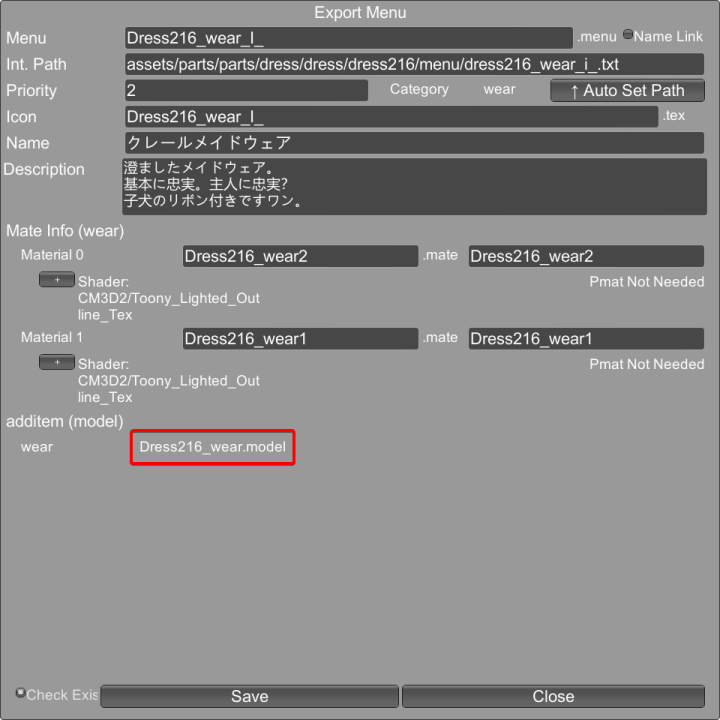 Export Menu
Menu Dress216_wear_I_ .menu Name Link
Int. Path assets/parts/parts/dress/dress/dress216/menu/dress216_wear_i_.txt
Priority 2 Category wear ↑ Auto Set Path
Icon Dress216_wear_I_ .tex
Name クレールメイドウェア
Description 澄ましたメイドウェア。
基本に忠実。主人に忠実?
子犬のリボン付きですワン。
Mate Info (wear)
Material 0 Dress216_wear2 .mate Dress216_wear2
+ Shader: Pmat Not Needed
CM3D2/Toony_Lighted_Out
line_Tex
Material 1 Dress216_wear1 .mate Dress216_wear1
+ Shader: Pmat Not Needed
CM3D2/Toony_Lighted_Out
line_Tex
additem (model)
wear Dress216_wear.model
Check Exis Save Close